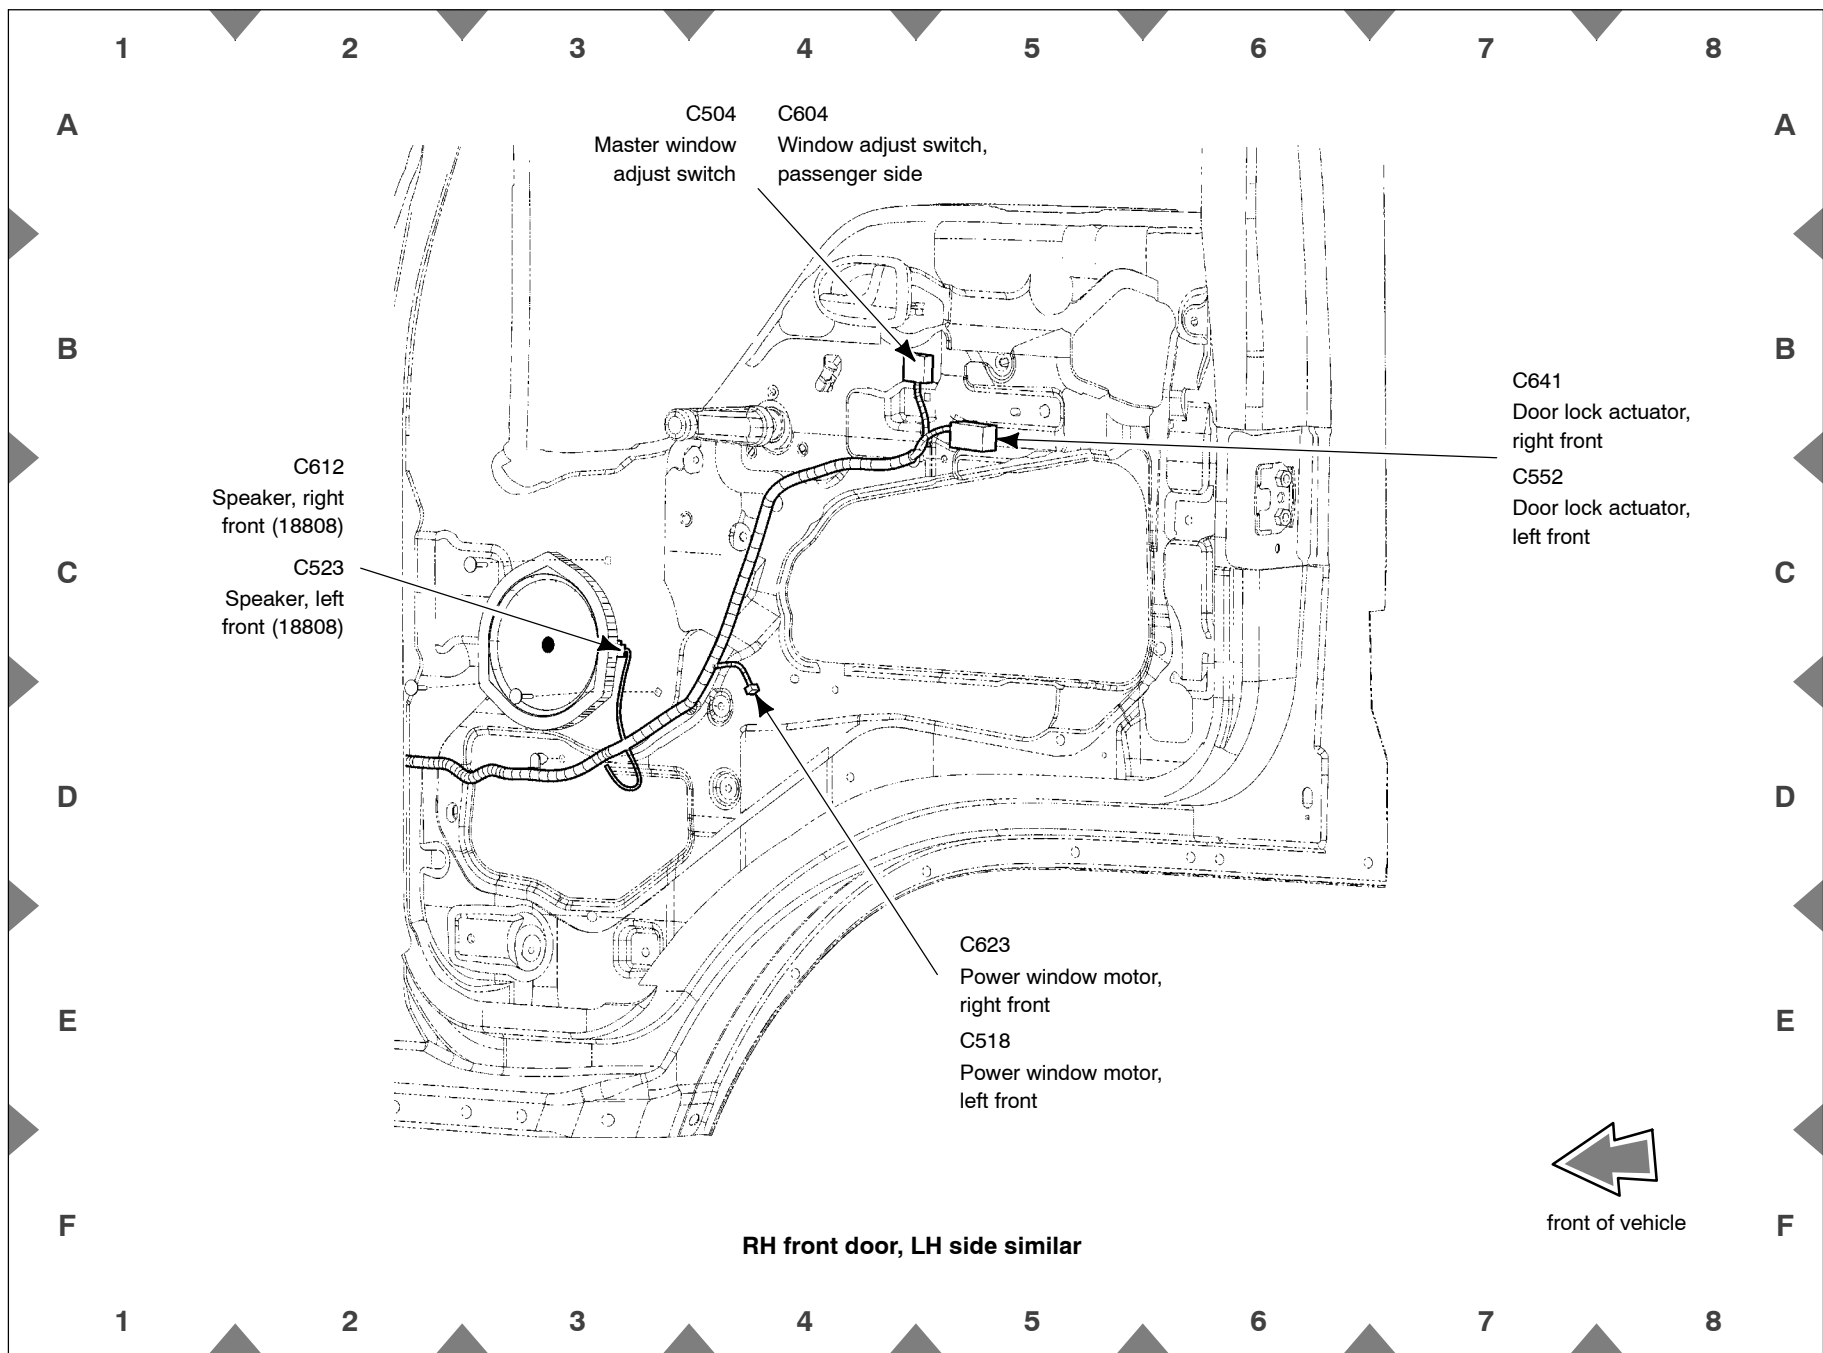 1 2 3 4 5 6 7 8
A A
C504
Master window
adjust switch
C604
Window adjust switch,
passenger side
B B
C641
Door lock actuator,
right front
C552
Door lock actuator,
left front
C612
Speaker, right
front (18808)
C523
Speaker, left
front (18808)
C C
D D
C623
Power window motor,
right front
C518
Power window motor,
left front
E E
front of vehicle
F F
RH front door, LH side similar
1 2 3 4 5 6 7 8